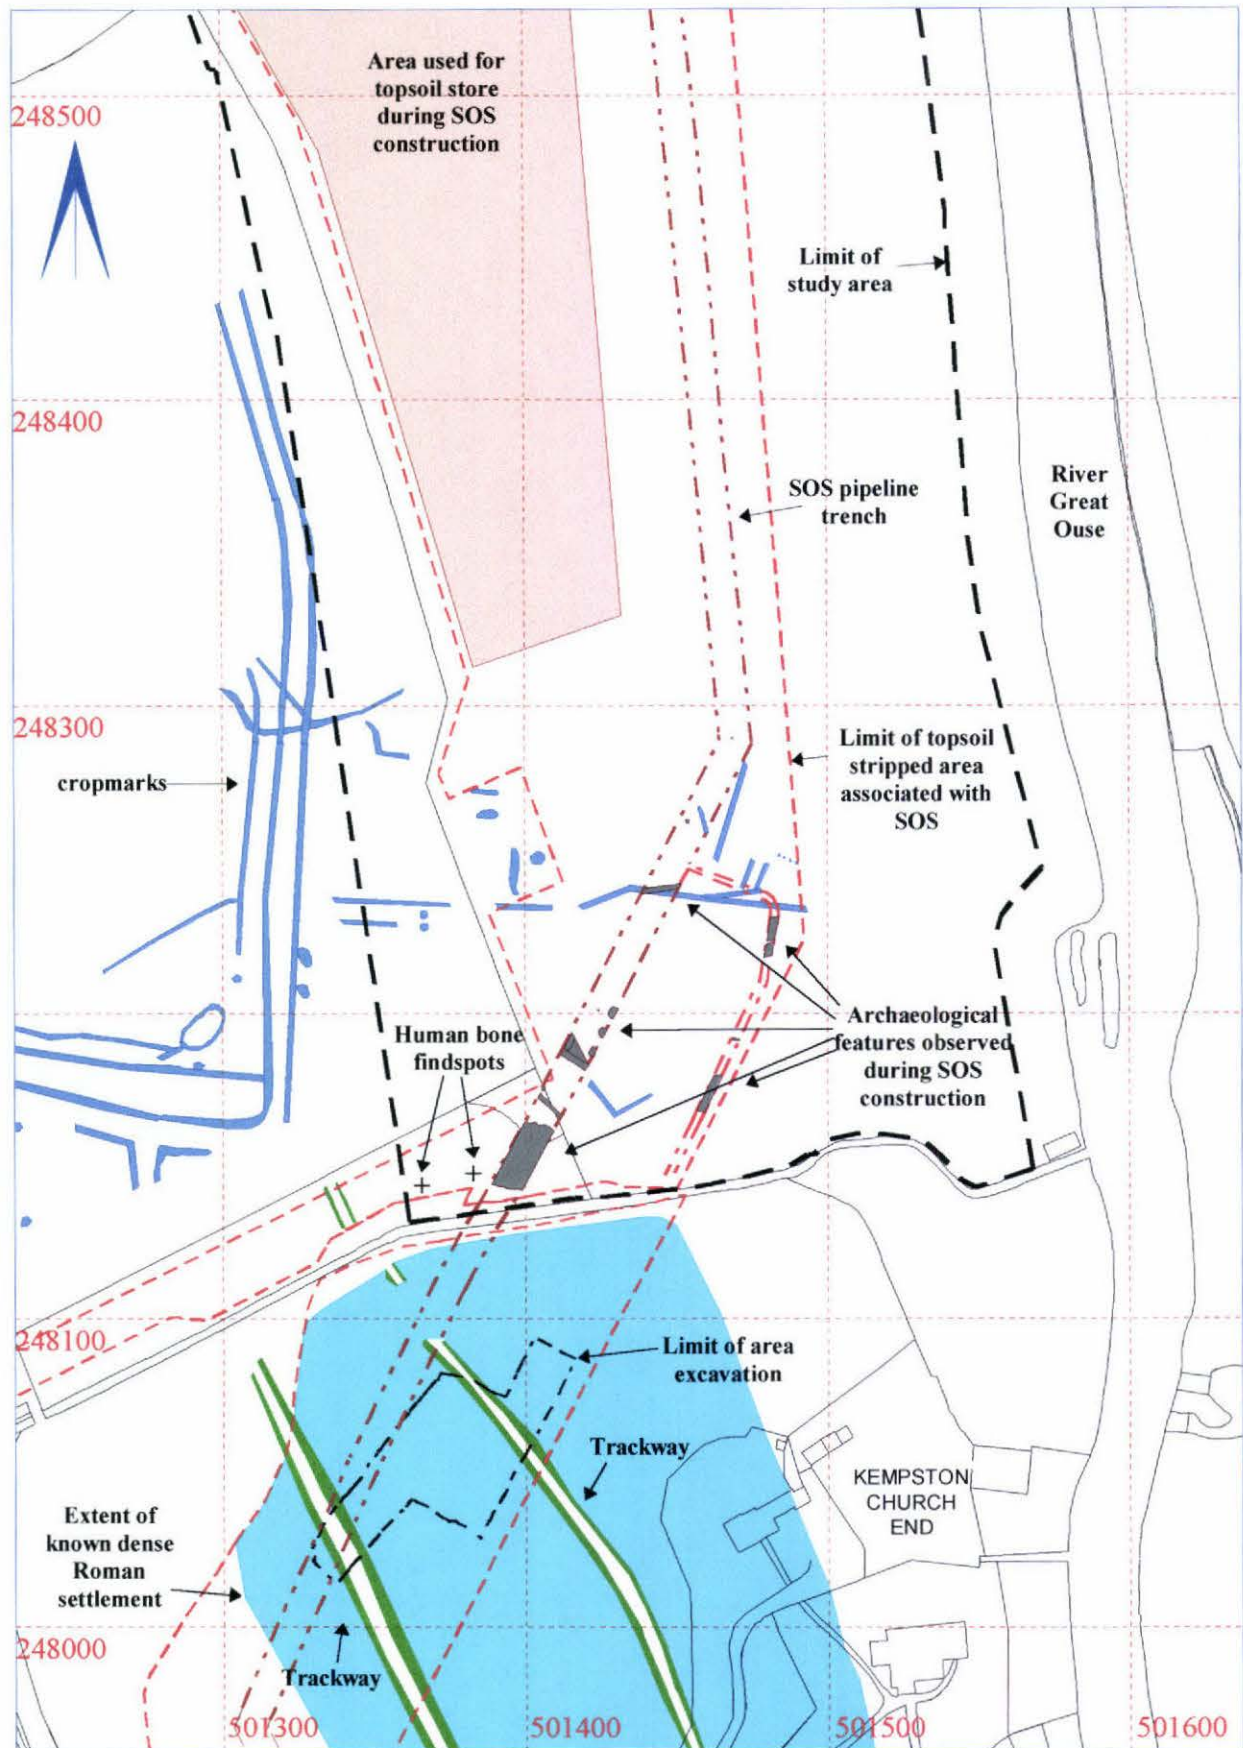 Area used for
topsoil store
during SOS
construction
248500
Limit of
study area
248400
River
Great
Ouse
SOS pipeline
trench
248300
cropmarks
Limit of topsoil
stripped area
associated with
SOS
Human bone
findspots
Archaeological
features observed
during SOS
construction
248100
Limit of area
excavation
Trackway
KEMPSTON
CHURCH
END
Extent of
known dense
Roman
settlement
248000
Trackway
501300
501400
501500
501600